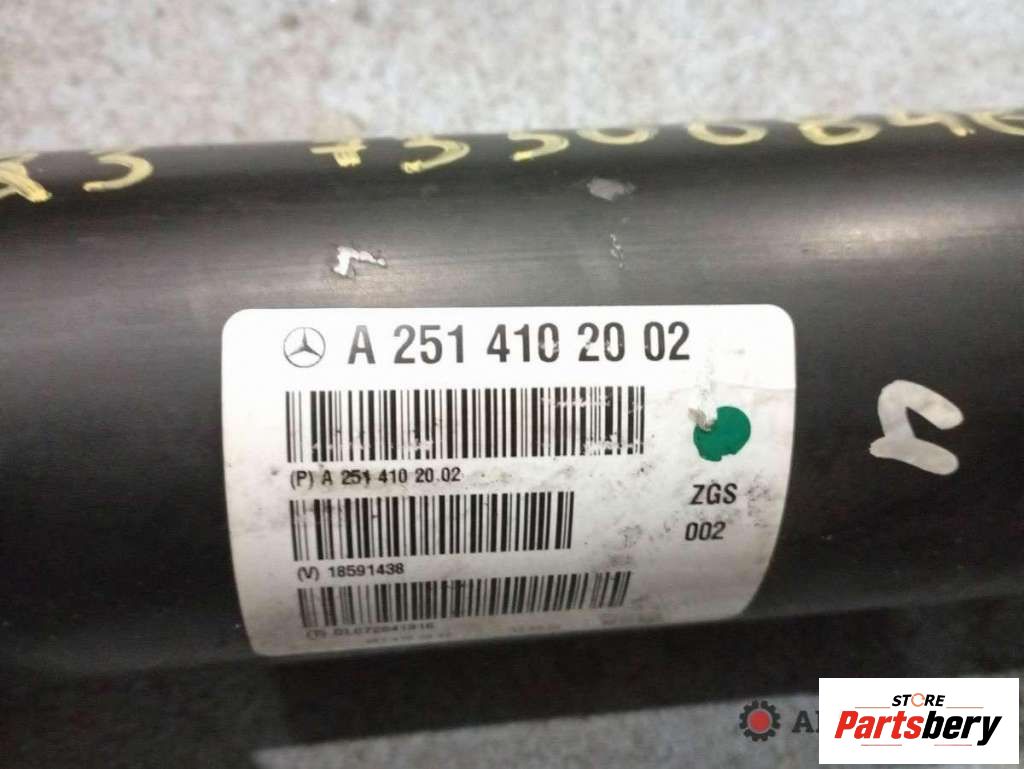 A 251 410 20 02
(P) A 251 410 20 02
ZGS
002
(V) 18591438
STORE
Partsbery